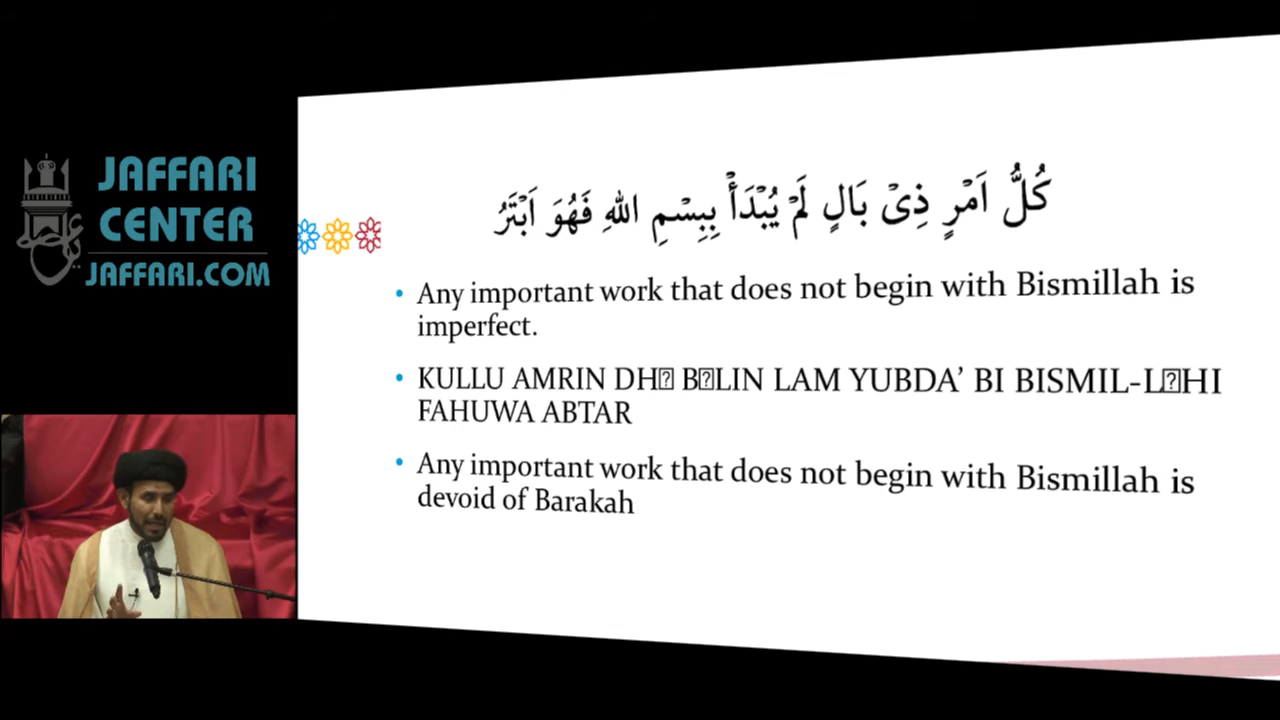 JAFFARI
CENTER
JAFFARI.COM
كُلُّ اَمْرٍ ذِیْ بَالٍ لَمْ یُبْدَأْ بِبِسْمِ اللهِ فَهُوَ اَبْتَرُ
• Any important work that does not begin with Bismillah is
imperfect.
• KULLU AMRIN DH⍰ B⍰LIN LAM YUBDA’ BI BISMIL-L⍰HI
FAHUWA ABTAR
• Any important work that does not begin with Bismillah is
devoid of Barakah